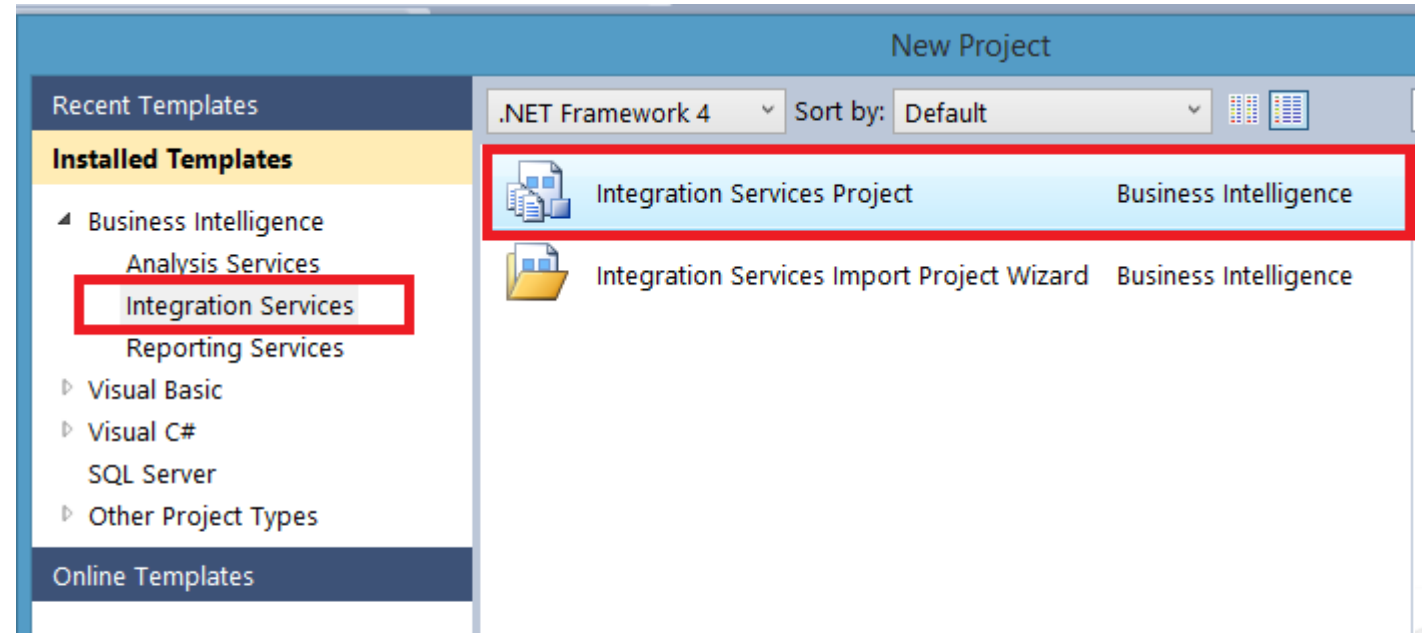 New Project
Recent Templates
.NET Framework 4 Sort by: Default
Installed Templates
Business Intelligence
Analysis Services
Integration Services
Reporting Services
Visual Basic
Visual C#
SQL Server
Other Project Types
Online Templates
Integration Services Project Business Intelligence
Integration Services Import Project Wizard Business Intelligence